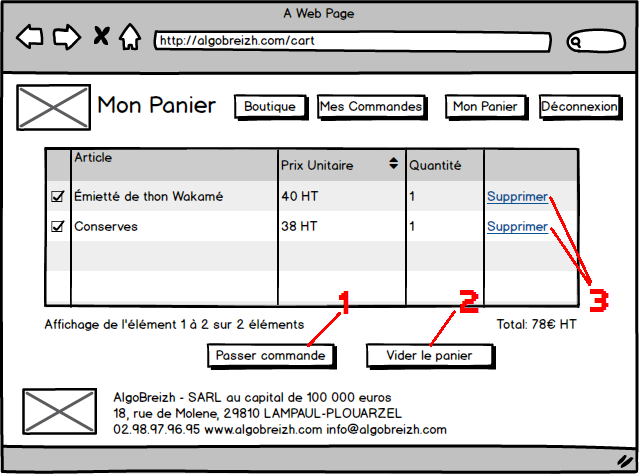 A Web Page
http://algobreizh.com/cart
Mon Panier
Boutique
Mes Commandes
Mon Panier
Déconnexion
Article Prix Unitaire Quantité
Émietté de thon Wakamé 40 HT 1 Supprimer
Conserves 38 HT 1 Supprimer
1
2
3
Affichage de l'élément 1 à 2 sur 2 éléments
Total: 78€ HT
Passer commande
Vider le panier
AlgoBreizh - SARL au capital de 100 000 euros
18, rue de Molene, 29810 LAMPAUL-PLOUARZEL
02.98.97.96.95 www.algobreizh.com info@algobreizh.com